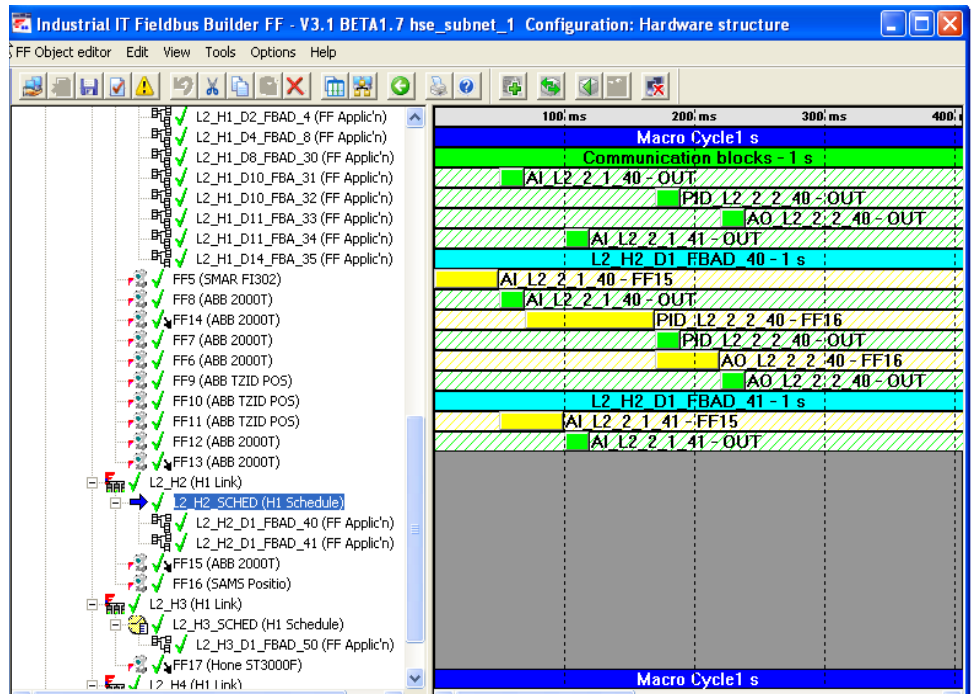 Industrial IT Fieldbus Builder FF - V3.1 BETA1.7 hse_subnet_1 Configuration: Hardware structure
FF Object editor Edit View Tools Options Help
L2_H1_D2_FBAD_4 (FF Applic'n)
L2_H1_D4_FBAD_8 (FF Applic'n)
L2_H1_D8_FBAD_30 (FF Applic'n)
L2_H1_D10_FBA_31 (FF Applic'n)
L2_H1_D10_FBA_32 (FF Applic'n)
L2_H1_D11_FBA_33 (FF Applic'n)
L2_H1_D11_FBA_34 (FF Applic'n)
L2_H1_D14_FBA_35 (FF Applic'n)
FF5 (SMAR FI302)
FF8 (ABB 2000T)
FF14 (ABB 2000T)
FF7 (ABB 2000T)
FF6 (ABB 2000T)
FF9 (ABB TZID POS)
FF10 (ABB TZID POS)
FF11 (ABB TZID POS)
FF12 (ABB 2000T)
FF13 (ABB 2000T)
L2_H2 (H1 Link)
L2_H2_SCHED (H1 Schedule)
L2_H2_D1_FBAD_40 (FF Applic'n)
L2_H2_D1_FBAD_41 (FF Applic'n)
FF15 (ABB 2000T)
FF16 (SAMS Positio)
L2_H3 (H1 Link)
L2_H3_SCHED (H1 Schedule)
L2_H3_D1_FBAD_50 (FF Applic'n)
FF17 (Hone ST3000F)
L2_H4 (H1 Link)
100 ms 200 ms 300 ms 400
Macro Cycle1 s
Communication blocks - 1 s
AI_L2_2_1_40 - OUT
PID_L2_2_2_40 - OUT
AO_L2_2_2_40 - OUT
AI_L2_2_1_41 - OUT
L2_H2_D1_FBAD_40 - 1 s
AI_L2_2_1_40 - FF15
AI_L2_2_1_40 - OUT
PID_L2_2_2_40 - FF16
PID_L2_2_2_40 - OUT
AO_L2_2_2_40 - FF16
AO_L2_2_2_40 - OUT
L2_H2_D1_FBAD_41 - 1 s
AI_L2_2_1_41 - FF15
AI_L2_2_1_41 - OUT
Macro Cycle1 s